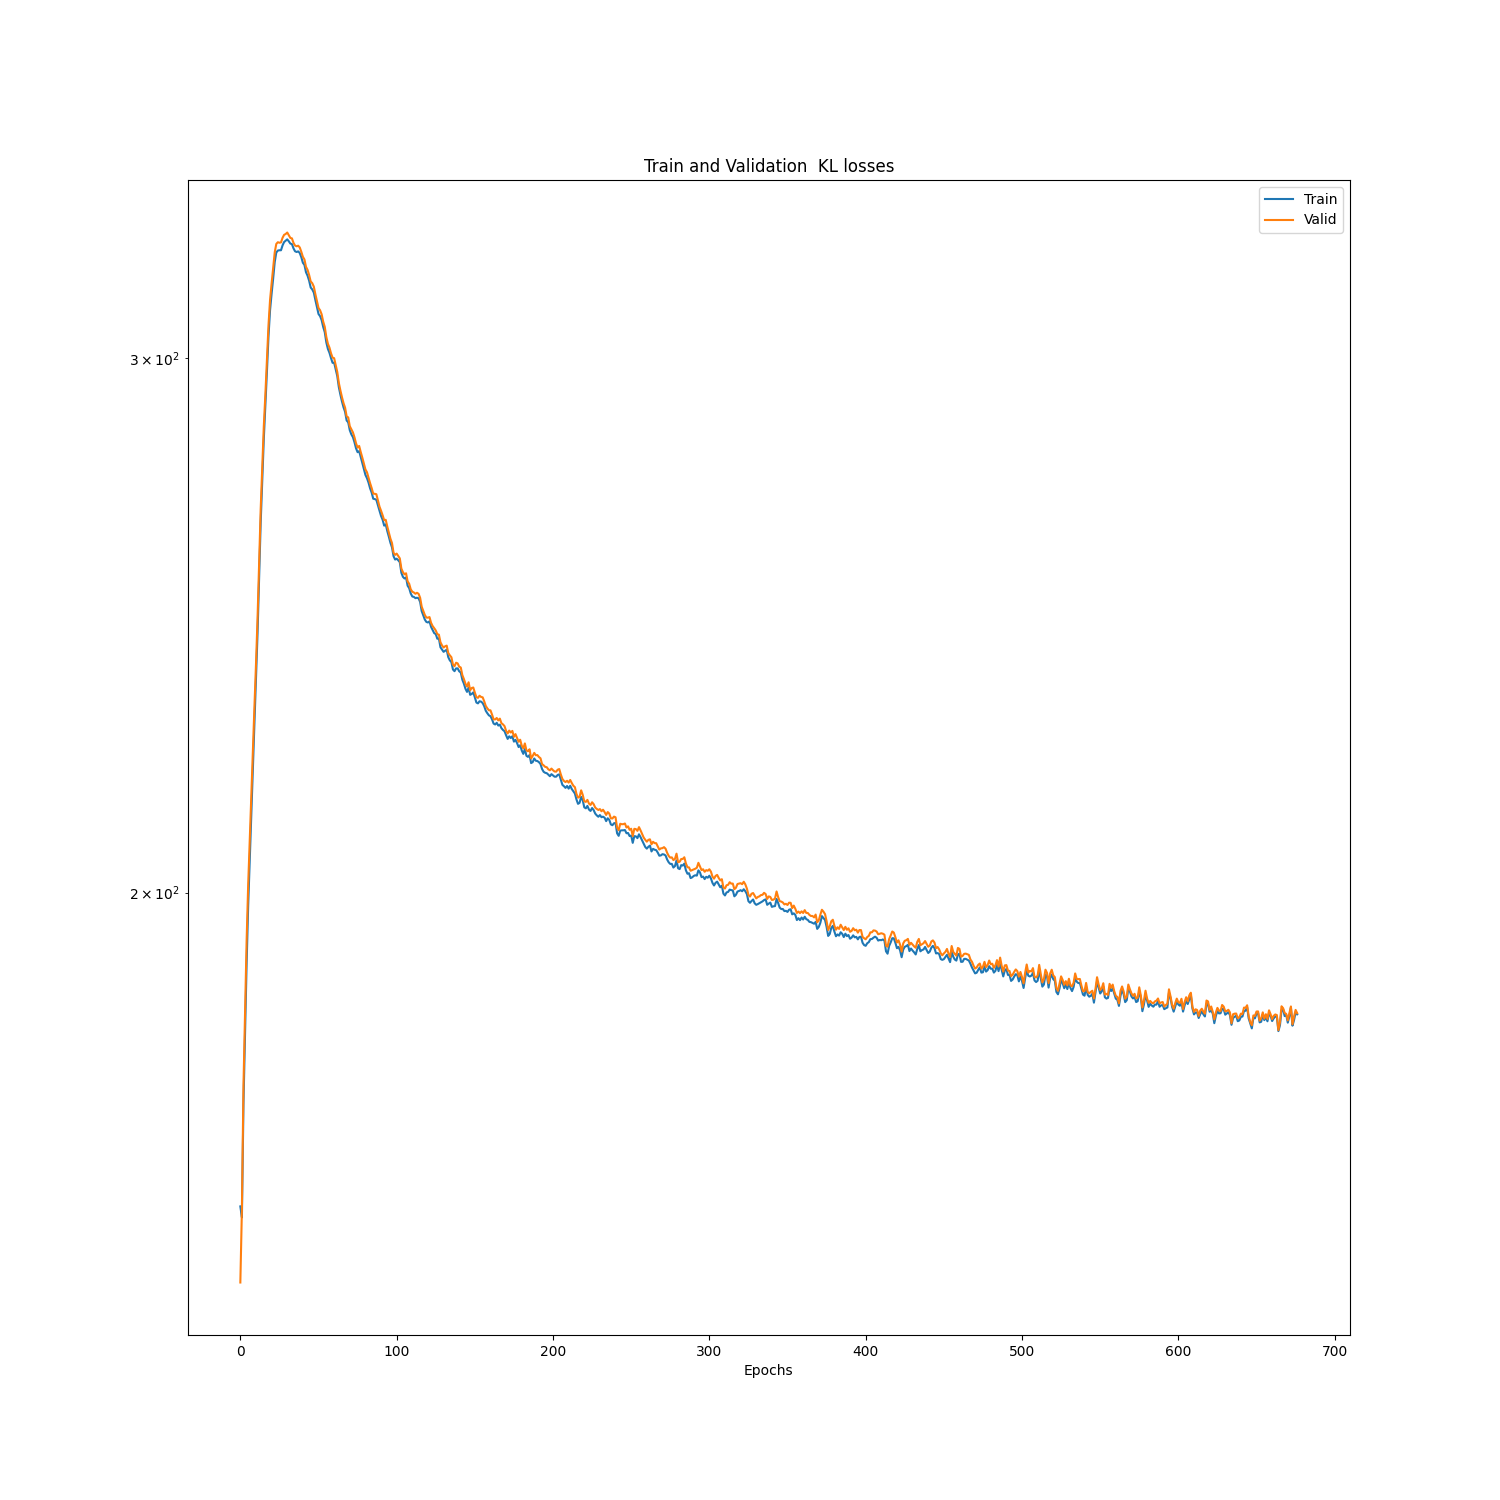 Train and Validation  KL losses
Train
Valid
3 × 10²
2 × 10²
0 100 200 300 400 500 600 700
Epochs